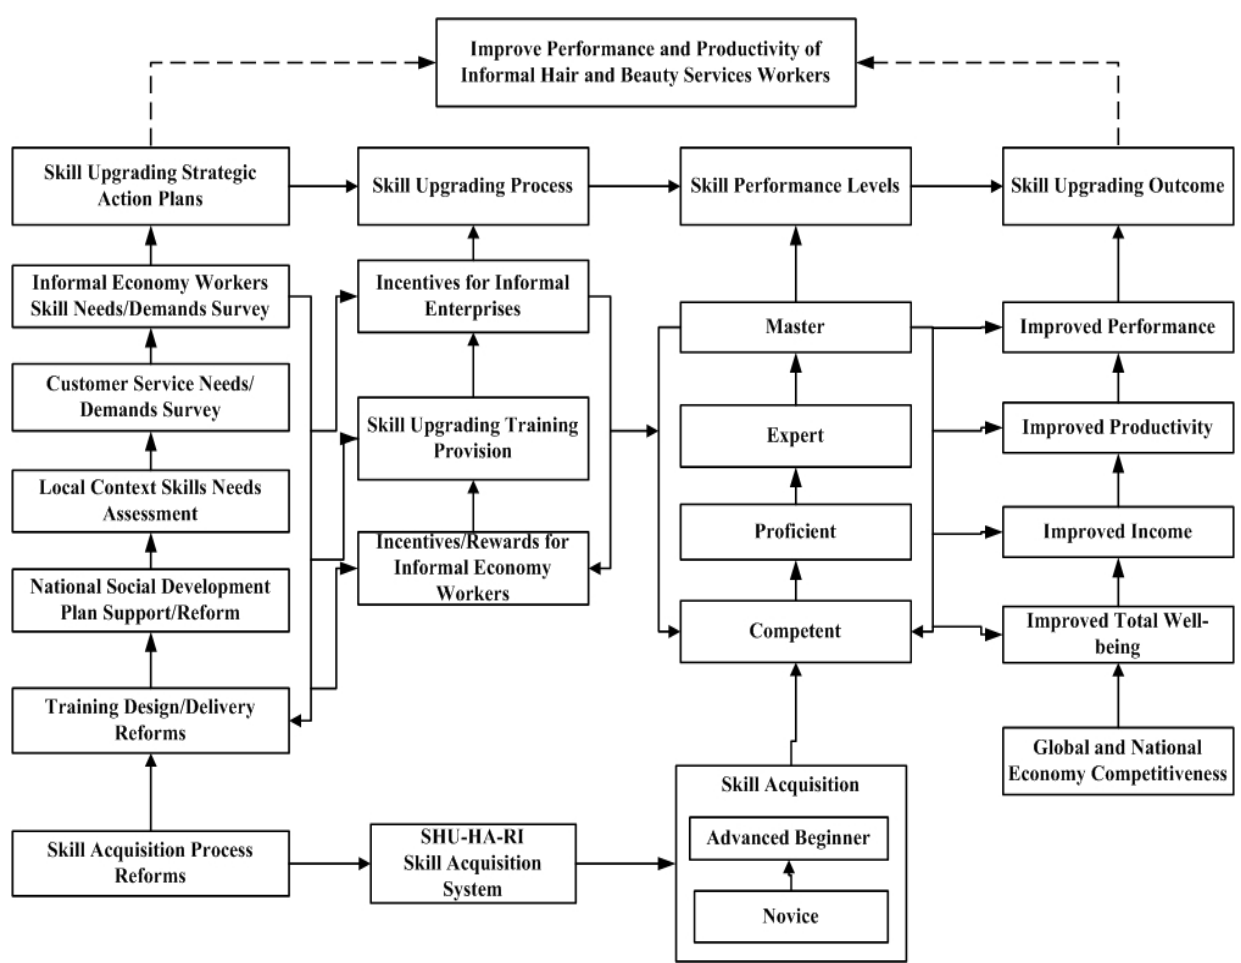 Improve Performance and Productivity of
Informal Hair and Beauty Services Workers
Skill Upgrading Strategic
Action Plans
Skill Upgrading Process
Skill Performance Levels
Skill Upgrading Outcome
Informal Economy Workers
Skill Needs/Demands Survey
Customer Service Needs/
Demands Survey
Local Context Skills Needs
Assessment
National Social Development
Plan Support/Reform
Training Design/Delivery
Reforms
Skill Acquisition Process
Reforms
Incentives for Informal
Enterprises
Skill Upgrading Training
Provision
Incentives/Rewards for
Informal Economy
Workers
SHU-HA-RI
Skill Acquisition
System
Master
Expert
Proficient
Competent
Skill Acquisition
Advanced Beginner
Novice
Improved Performance
Improved Productivity
Improved Income
Improved Total Well-
being
Global and National
Economy Competitiveness